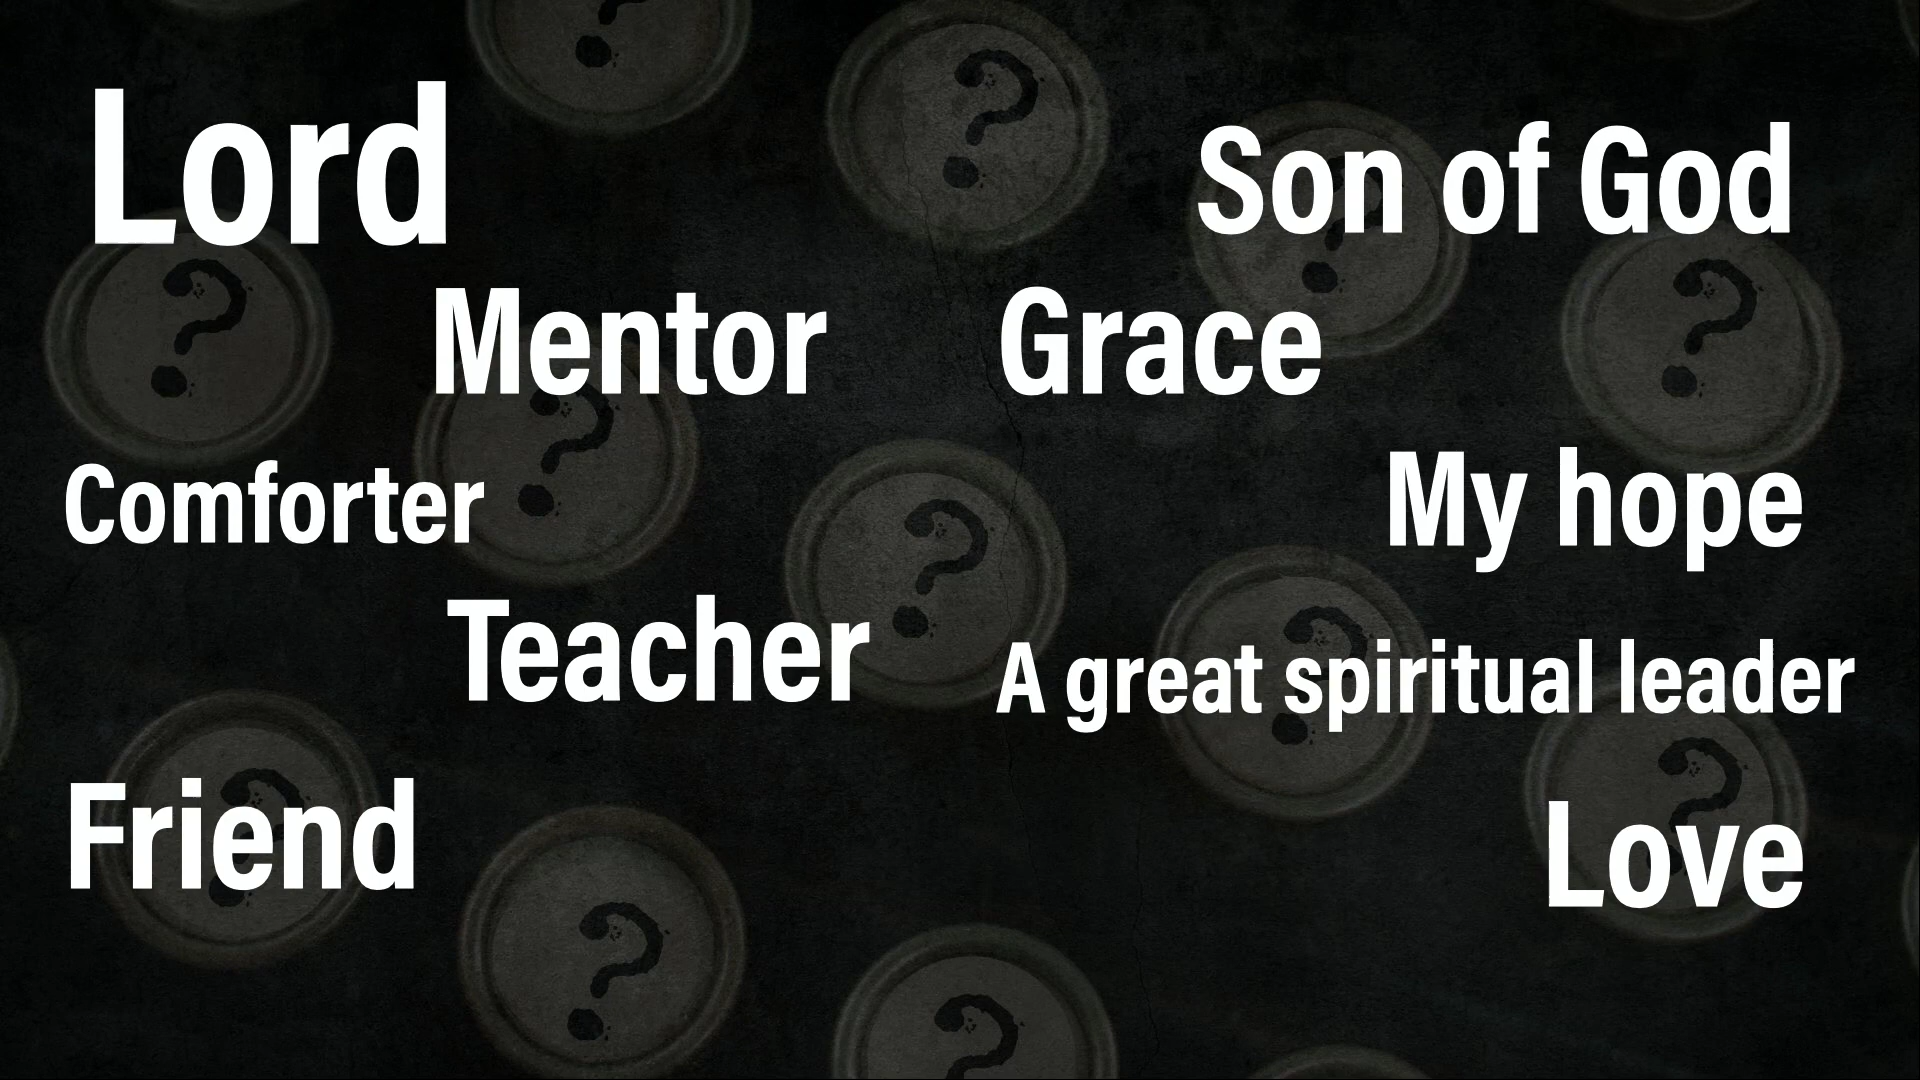 Lord
Son of God
Mentor
Grace
Comforter
My hope
Teacher
A great spiritual leader
Friend
Love
?
?
?
?
?
?
?
?
?
?
?
?
?